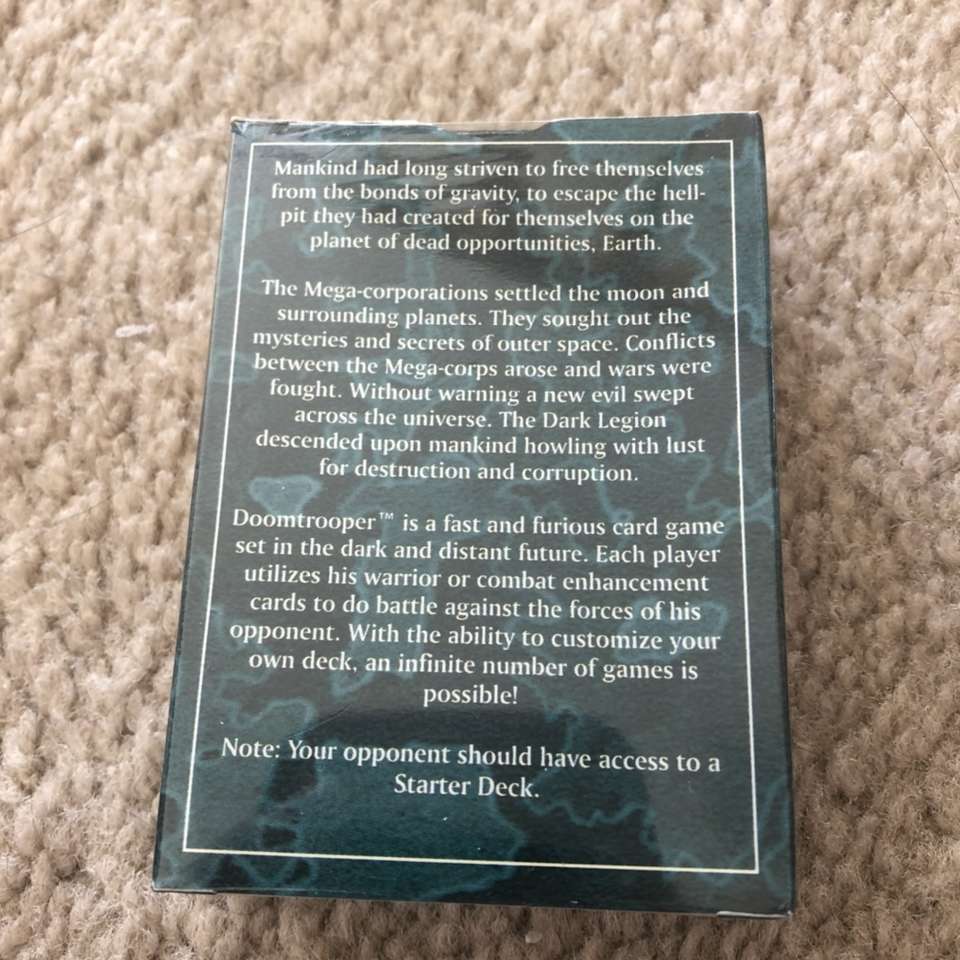 Mankind had long striven to free themselves
from the bonds of gravity, to escape the hell-
pit they had created for themselves on the
planet of dead opportunities, Earth.
The Mega-corporations settled the moon and
surrounding planets. They sought out the
mysteries and secrets of outer space. Conflicts
between the Mega-corps arose and wars were
fought. Without warning a new evil swept
across the universe. The Dark Legion
descended upon mankind howling with lust
for destruction and corruption.
Doomtrooper™ is a fast and furious card game
set in the dark and distant future. Each player
utilizes his warrior or combat enhancement
cards to do battle against the forces of his
opponent. With the ability to customize your
own deck, an infinite number of games is
possible!
Note: Your opponent should have access to a
Starter Deck.